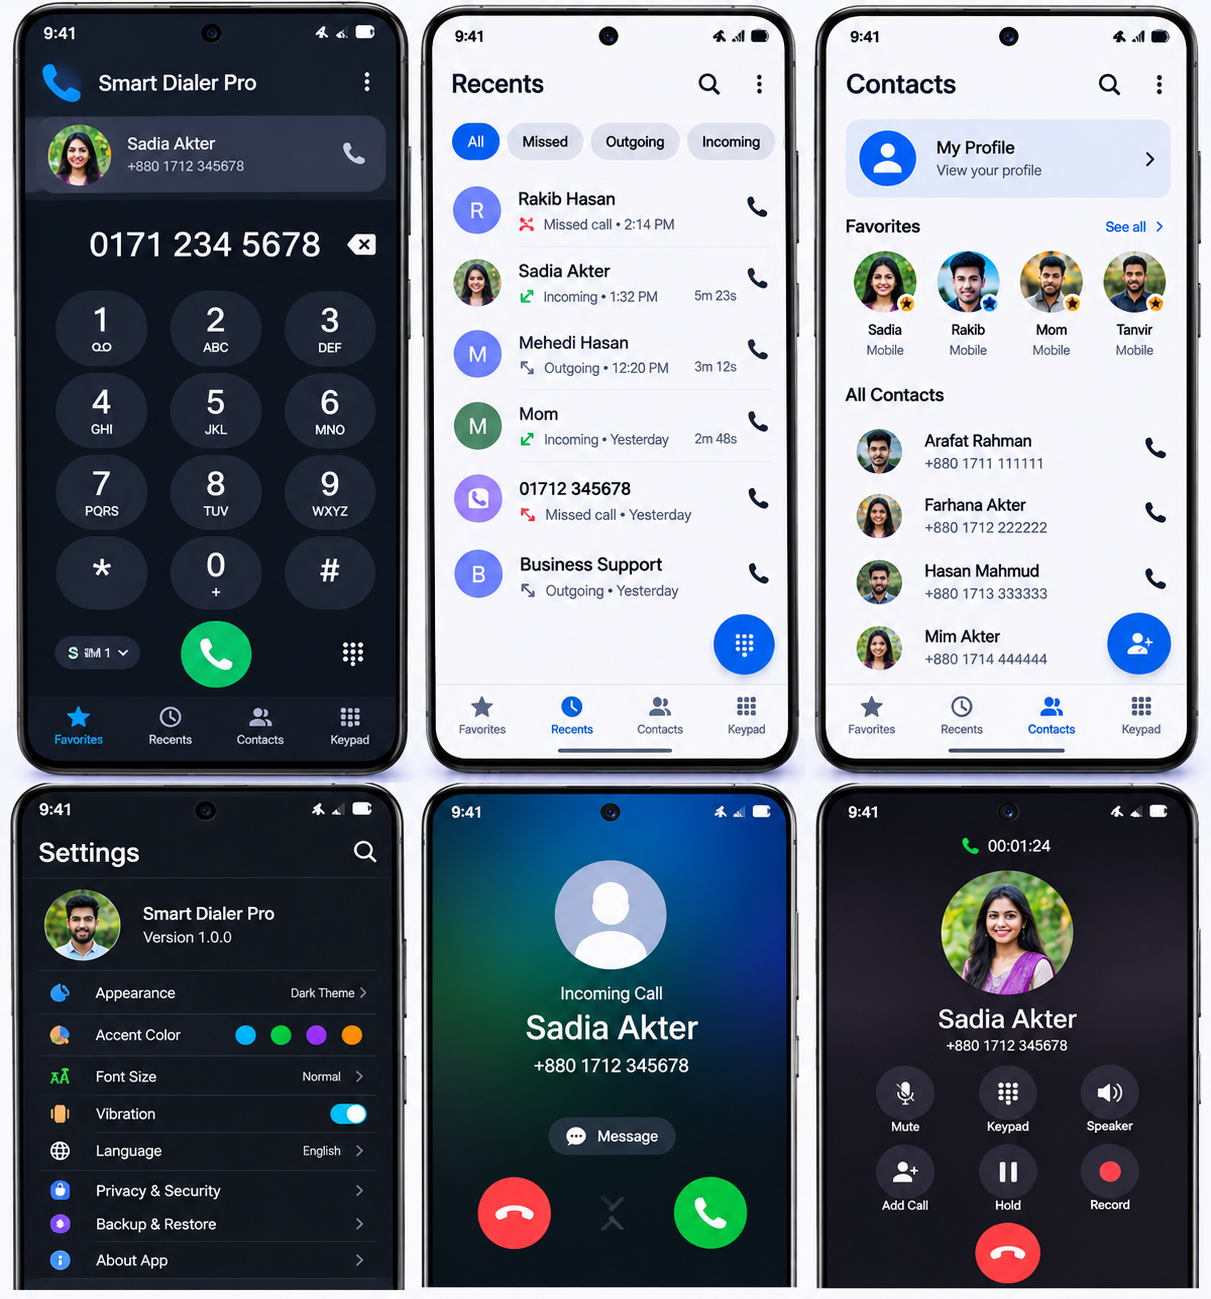 9:41
Smart Dialer Pro
Sadia Akter
+880 1712 345678
0171 234 5678
1
2
ABC
3
DEF
4
GHI
5
JKL
6
MNO
7
PQRS
8
TUV
9
WXYZ
*
0
+
#
1
Favorites
Recents
Contacts
Keypad
9:41
Recents
All
Missed
Outgoing
Incoming
R
Rakib Hasan
Missed call • 2:14 PM
Sadia Akter
Incoming • 1:32 PM
5m 23s
M
Mehedi Hasan
Outgoing • 12:20 PM
3m 12s
M
Mom
Incoming • Yesterday
2m 48s
01712 345678
Missed call • Yesterday
B
Business Support
Outgoing • Yesterday
Favorites
Recents
Contacts
Keypad
9:41
Contacts
My Profile
View your profile
Favorites
See all
Sadia
Mobile
Rakib
Mobile
Mom
Mobile
Tanvir
Mobile
All Contacts
Arafat Rahman
+880 1711 111111
Farhana Akter
+880 1712 222222
Hasan Mahmud
+880 1713 333333
Mim Akter
+880 1714 444444
Favorites
Recents
Contacts
Keypad
9:41
Settings
Smart Dialer Pro
Version 1.0.0
Appearance
Dark Theme
Accent Color
AA Font Size
Normal
Vibration
Language
English
Privacy & Security
Backup & Restore
About App
9:41
Incoming Call
Sadia Akter
+880 1712 345678
Message
9:41
00:01:24
Sadia Akter
+880 1712 345678
Mute
Keypad
Speaker
Add Call
Hold
Record